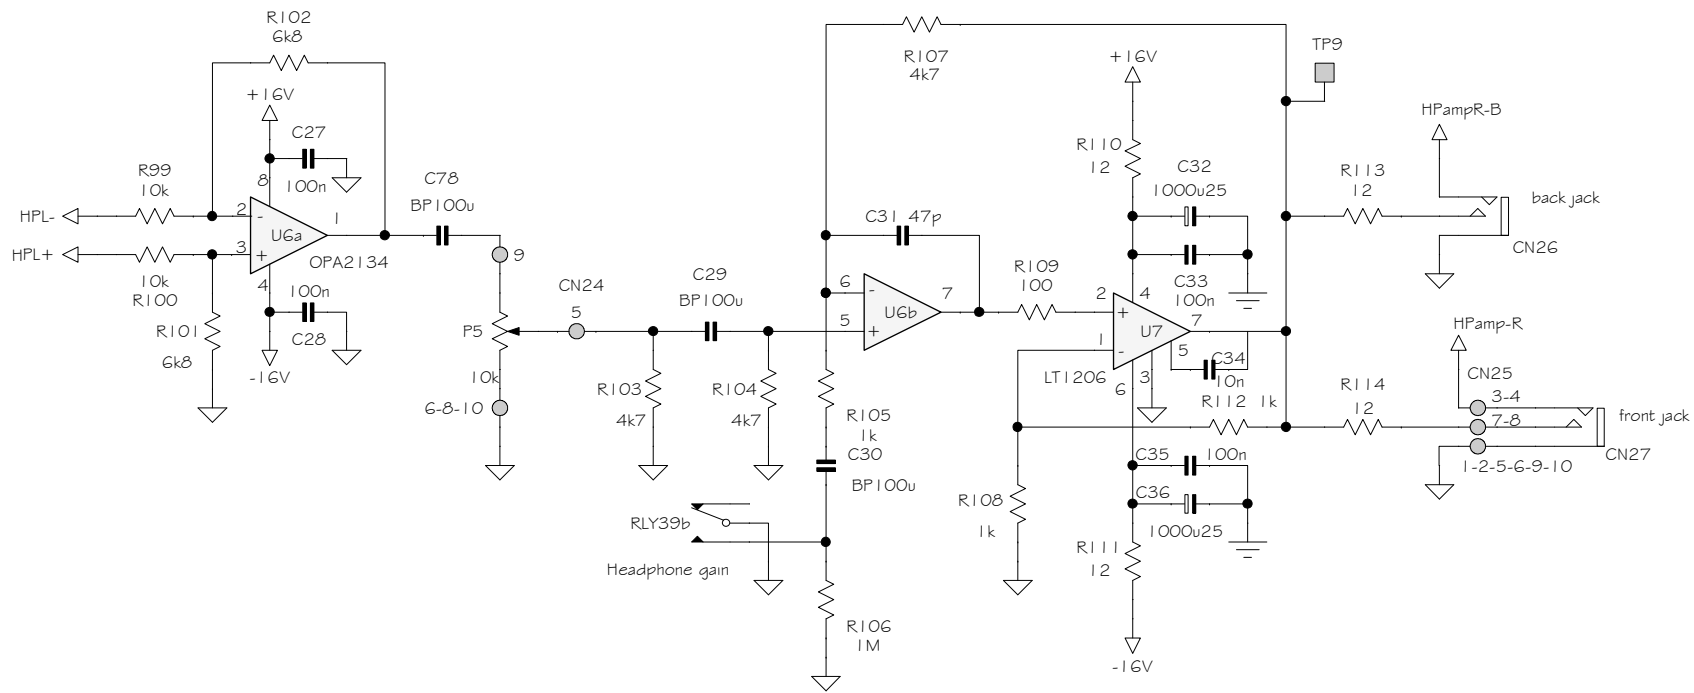 R102
6k8
+16V
C27
100n
8
R99
10k
HPL-
2
-
1
U6a
HPL+
3
+
OPA2134
10k
R100
4
100n
C28
R101
6k8
-16V
C78
BP100u
9
P5
10k
6-8-10
CN24
5
C29
BP100u
R103
4k7
R104
4k7
R107
4k7
C31 47p
6
-
7
U6b
5
+
R105
1k
C30
BP100u
RLY39b
Headphone gain
R106
1M
R109
100
+16V
R110
12
C32
1000u25
C33
100n
2
4
+
U7
7
1
-
5
LT1206
6
3
C34
10n
R112 1k
R108
1k
C35
100n
C36
1000u25
R111
12
-16V
TP9
HPampR-B
R113
12
back jack
CN26
HPamp-R
CN25
R114
12
3-4
7-8
front jack
1-2-5-6-9-10
CN27